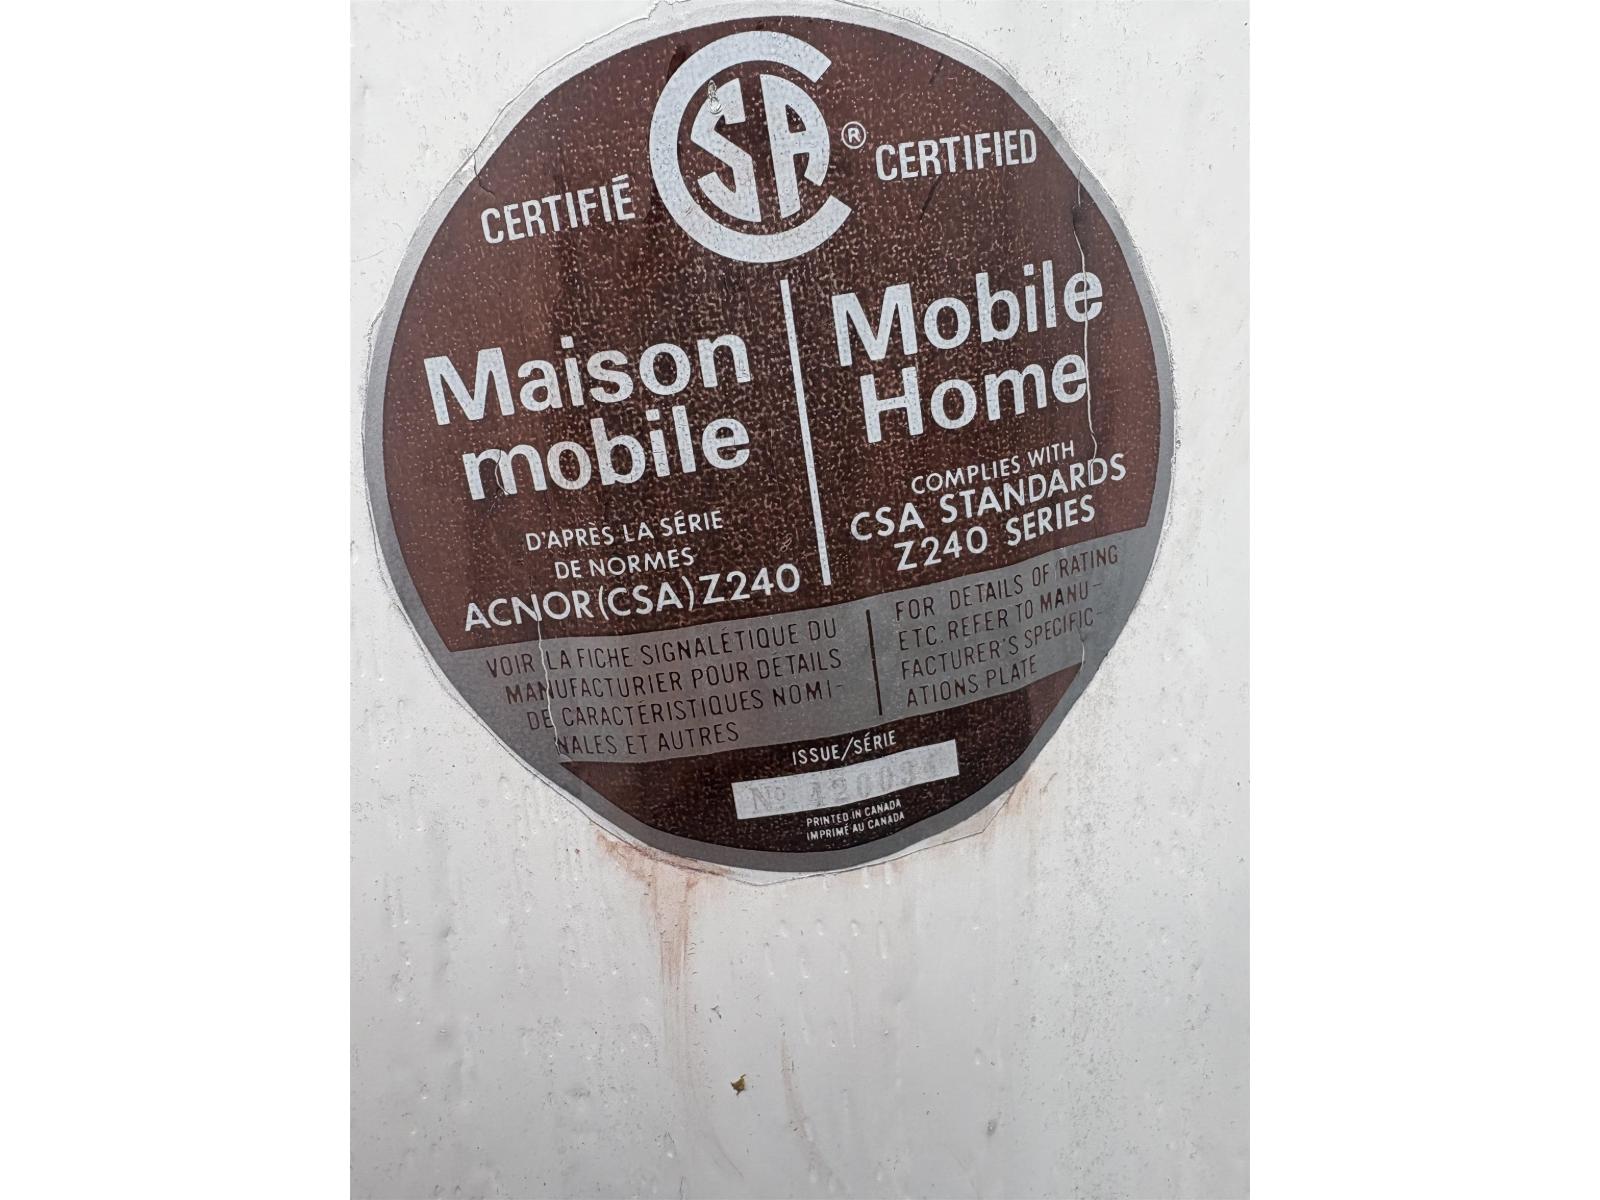 CSA ®
CERTIFIÉ
CERTIFIED
Maison
mobile
D'APRÈS LA SÉRIE
DE NORMES
ACNOR (CSA) Z240
Mobile
Home
COMPLIES WITH
CSA STANDARDS
Z240 SERIES
VOIR LA FICHE SIGNALÉTIQUE DU
MANUFACTURIER POUR DÉTAILS
DE CARACTÉRISTIQUES NOMI-
NALES ET AUTRES
FOR DETAILS OF RATING
ETC. REFER TO MANU-
FACTURER'S SPECIFIC-
ATIONS PLATE
ISSUE/SÉRIE
Nº
PRINTED IN CANADA
IMPRIMÉ AU CANADA